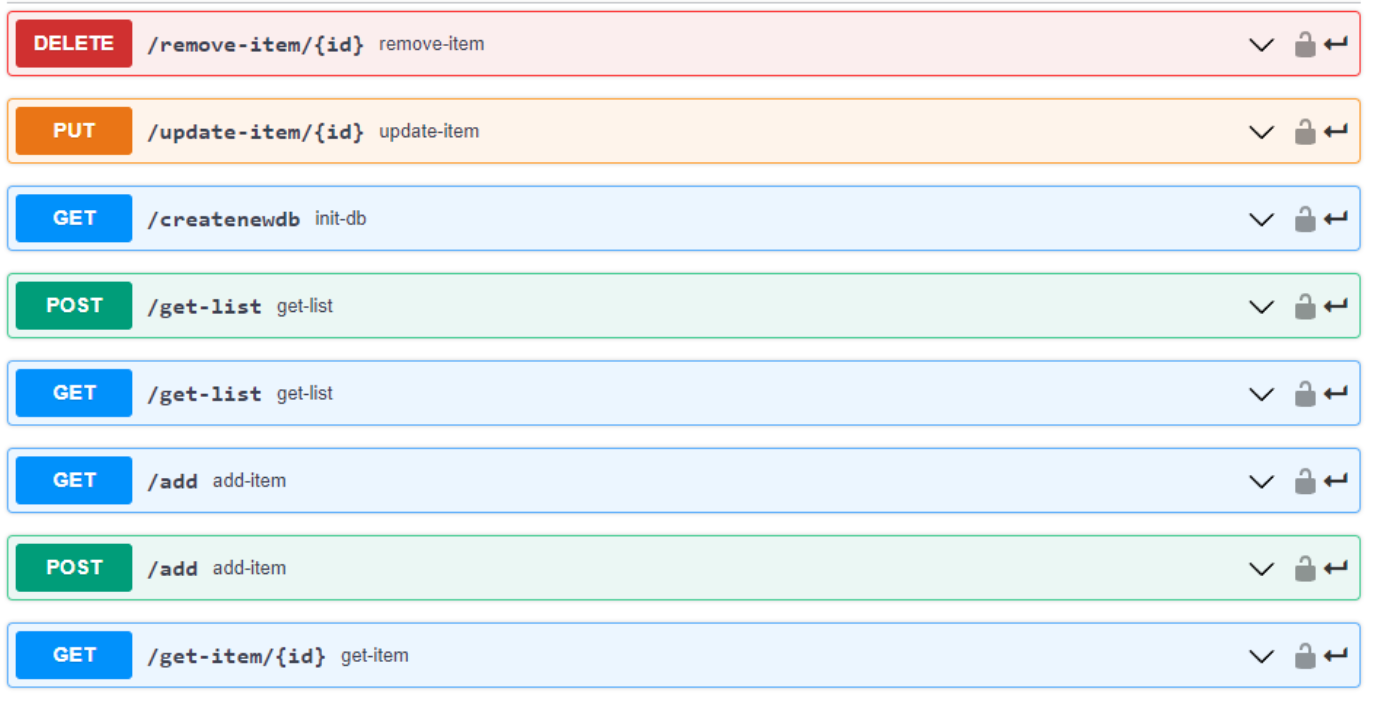 DELETE /remove-item/{id} remove-item
PUT /update-item/{id} update-item
GET /createnewdb init-db
POST /get-list get-list
GET /get-list get-list
GET /add add-item
POST /add add-item
GET /get-item/{id} get-item